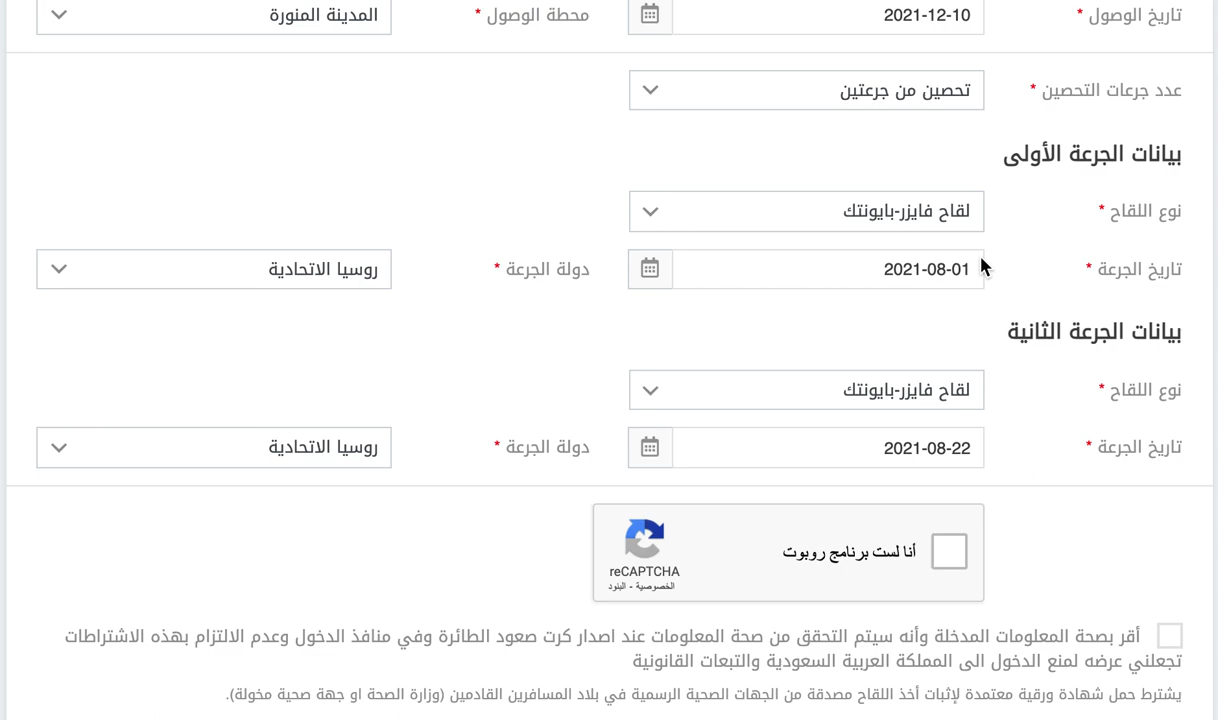 تاريخ الوصول * 2021-12-10 محطة الوصول * المدينة المنورة
عدد جرعات التحصين * تحصين من جرعتين
بيانات الجرعة الأولى
نوع اللقاح * لقاح فايزر-بايونتك
تاريخ الجرعة * 2021-08-01 دولة الجرعة * روسيا الاتحادية
بيانات الجرعة الثانية
نوع اللقاح * لقاح فايزر-بايونتك
تاريخ الجرعة * 2021-08-22 دولة الجرعة * روسيا الاتحادية
أنا لست برنامج روبوت
reCAPTCHA
الخصوصية - البنود
أقر بصحة المعلومات المدخلة وأنه سيتم التحقق من صحة المعلومات عند اصدار كرت صعود الطائرة وفي منافذ الدخول وعدم الالتزام بهذه الاشتراطات
تجعلني عرضه لمنع الدخول الى المملكة العربية السعودية والتبعات القانونية
يشترط حمل شهادة ورقية معتمدة لإثبات أخذ اللقاح مصدقة من الجهات الصحية الرسمية في بلاد المسافرين القادمين (وزارة الصحة او جهة صحية مخولة).